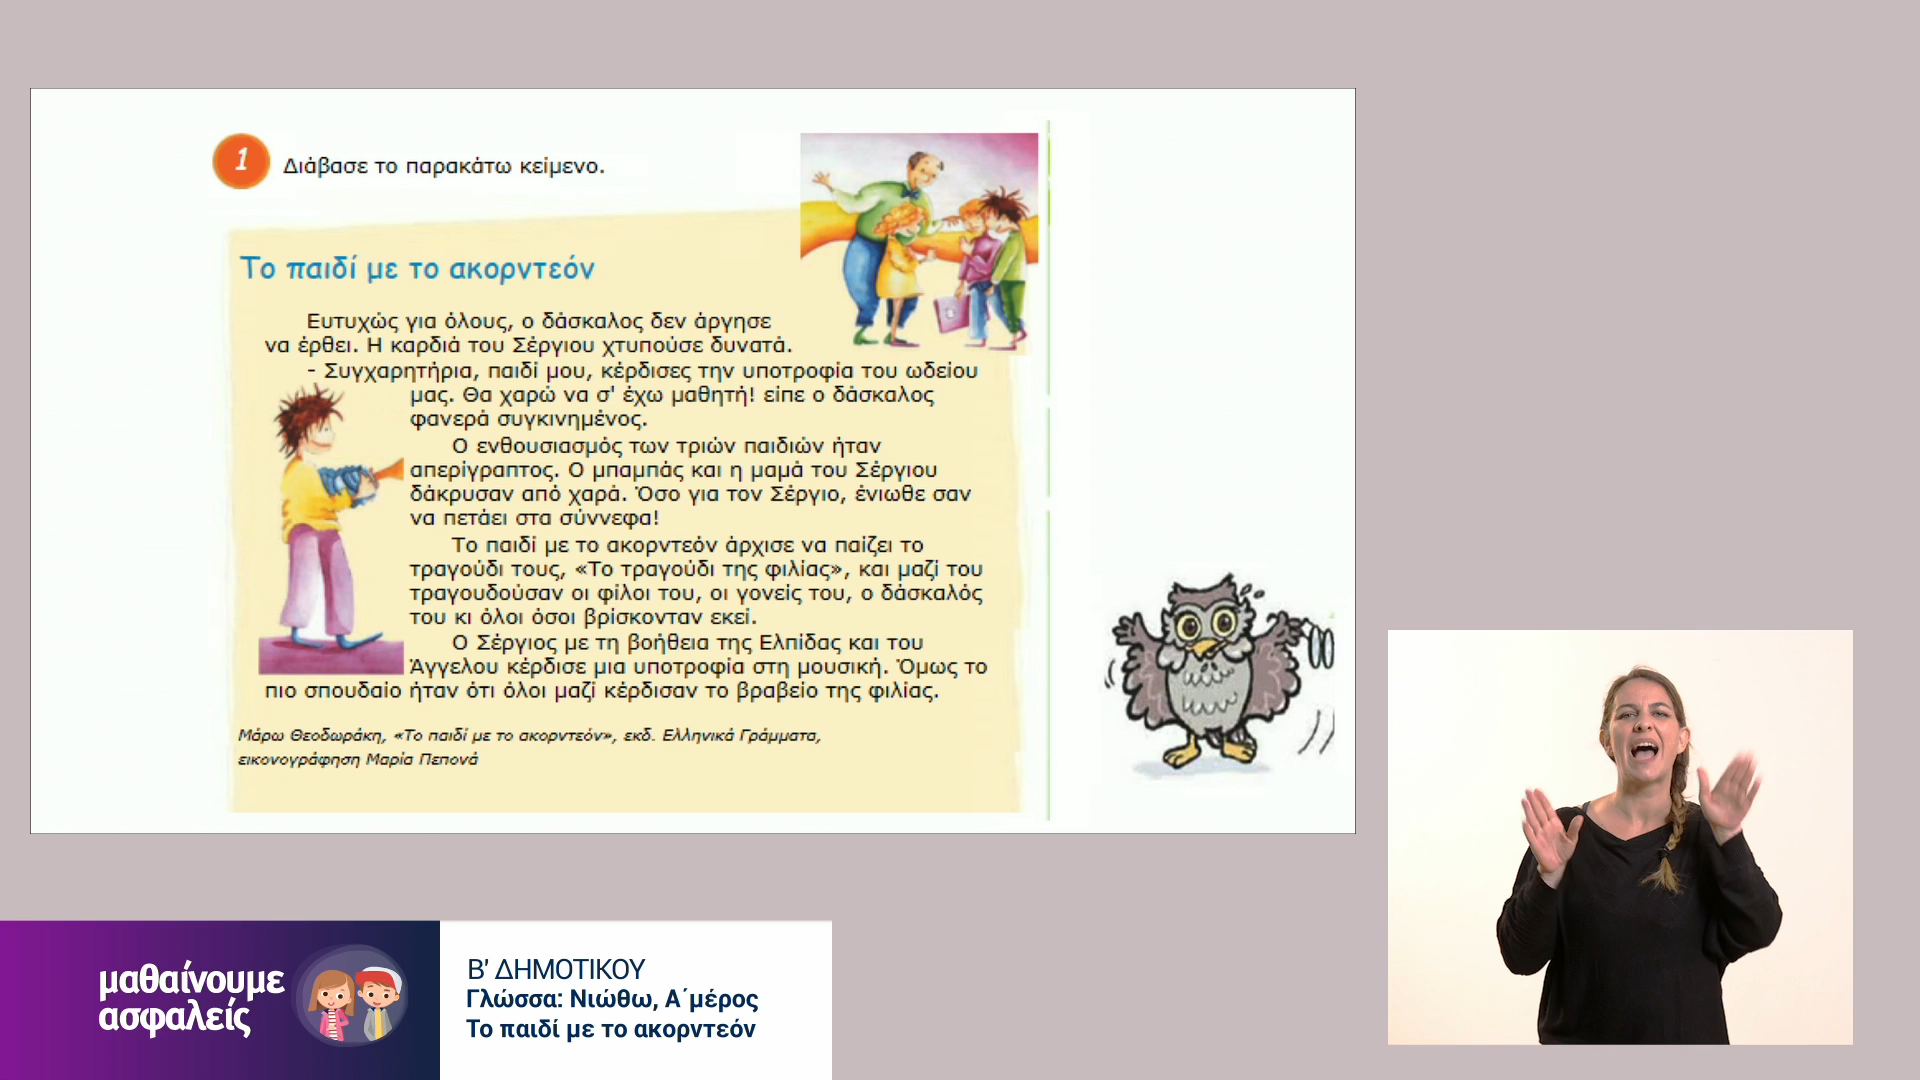 1
Διάβασε το παρακάτω κείμενο.
Το παιδί με το ακορντεόν
Ευτυχώς για όλους, ο δάσκαλος δεν άργησε
να έρθει. Η καρδιά του Σέργιου χτυπούσε δυνατά.
- Συγχαρητήρια, παιδί μου, κέρδισες την υποτροφία του ωδείου
μας. Θα χαρώ να σ' έχω μαθητή! είπε ο δάσκαλος
φανερά συγκινημένος.
Ο ενθουσιασμός των τριών παιδιών ήταν
απερίγραπτος. Ο μπαμπάς και η μαμά του Σέργιου
δάκρυσαν από χαρά. Όσο για τον Σέργιο, ένιωθε σαν
να πετάει στα σύννεφα!
Το παιδί με το ακορντεόν άρχισε να παίζει το
τραγούδι τους, «Το τραγούδι της φιλίας», και μαζί του
τραγουδούσαν οι φίλοι του, οι γονείς του, ο δάσκαλός
του κι όλοι όσοι βρίσκονταν εκεί.
Ο Σέργιος με τη βοήθεια της Ελπίδας και του
Άγγελου κέρδισε μια υποτροφία στη μουσική. Όμως το
πιο σπουδαίο ήταν ότι όλοι μαζί κέρδισαν το βραβείο της φιλίας.
Μάρω Θεοδωράκη, «Το παιδί με το ακορντεόν», εκδ. Ελληνικά Γράμματα,
εικονογράφηση Μαρία Πεπονά
μαθαίνουμε
ασφαλείς
Β' ΔΗΜΟΤΙΚΟΥ
Γλώσσα: Νιώθω, Α΄μέρος
Το παιδί με το ακορντεόν